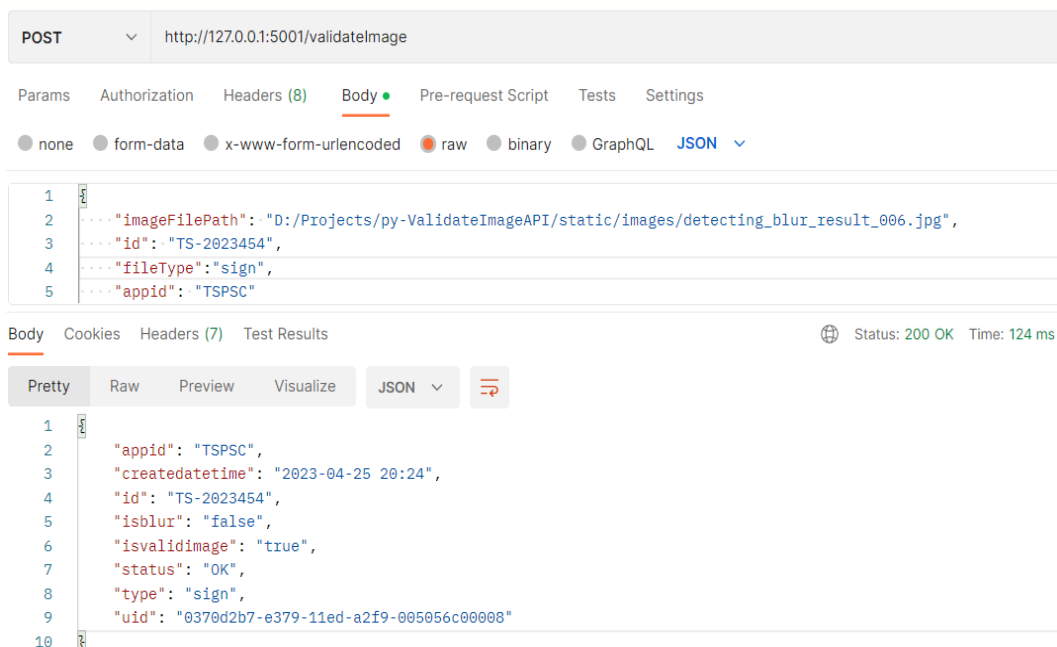 POST http://127.0.0.1:5001/validateImage
Params Authorization Headers (8) Body Pre-request Script Tests Settings
none form-data x-www-form-urlencoded raw binary GraphQL JSON
1 {
2 "imageFilePath": "D:/Projects/py-ValidateImageAPI/static/images/detecting_blur_result_006.jpg",
3 "id": "TS-2023454",
4 "fileType":"sign",
5 "appid": "TSPSC"
Body Cookies Headers (7) Test Results Status: 200 OK Time: 124 ms
Pretty Raw Preview Visualize JSON
1 {
2 "appid": "TSPSC",
3 "createdatetime": "2023-04-25 20:24",
4 "id": "TS-2023454",
5 "isblur": "false",
6 "isvalidimage": "true",
7 "status": "OK",
8 "type": "sign",
9 "uid": "0370d2b7-e379-11ed-a2f9-005056c00008"
10 }